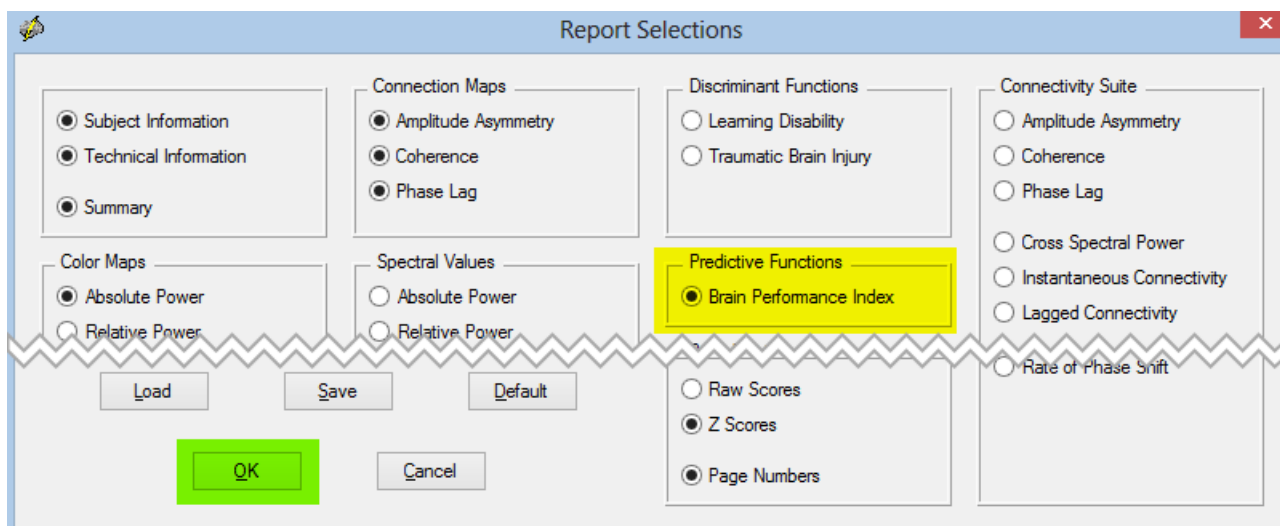 Report Selections
Subject Information
Technical Information
Summary
Connection Maps
Amplitude Asymmetry
Coherence
Phase Lag
Discriminant Functions
Learning Disability
Traumatic Brain Injury
Connectivity Suite
Amplitude Asymmetry
Coherence
Phase Lag
Cross Spectral Power
Instantaneous Connectivity
Lagged Connectivity
Color Maps
Absolute Power
Relative Power
Spectral Values
Absolute Power
Relative Power
Predictive Functions
Brain Performance Index
Rate of Phase Shift
Load
Save
Default
Raw Scores
Z Scores
Page Numbers
OK
Cancel